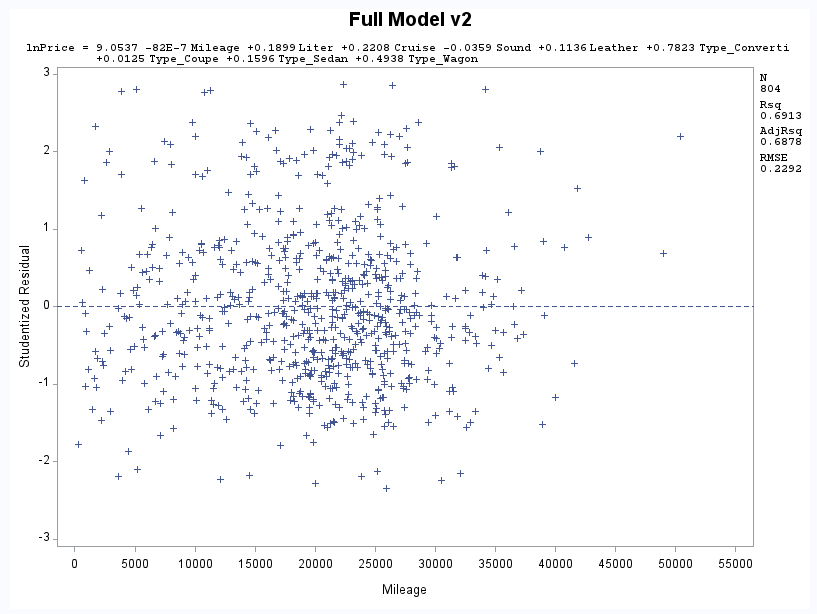 Full Model v2
lnPrice = 9.0537 -82E-7 Mileage +0.1899 Liter +0.2208 Cruise -0.0359 Sound +0.1136 Leather +0.7823 Type_Converti
+0.0125 Type_Coupe +0.1596 Type_Sedan +0.4938 Type_Wagon
N
804
Rsq
0.6913
AdjRsq
0.6878
RMSE
0.2292
Studentized Residual
3
2
1
0
-1
-2
-3
0 5000 10000 15000 20000 25000 30000 35000 40000 45000 50000 55000
Mileage